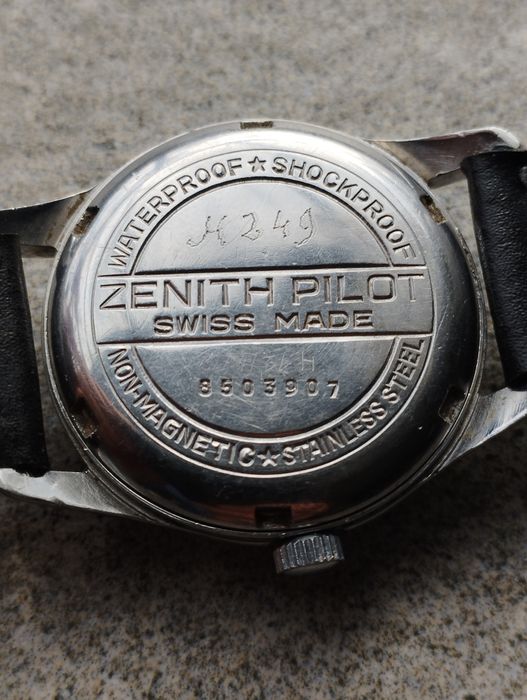 WATERPROOF ★ SHOCKPROOF
M249
ZENITH PILOT
SWISS MADE
8503907
NON-MAGNETIC ★ STAINLESS STEEL